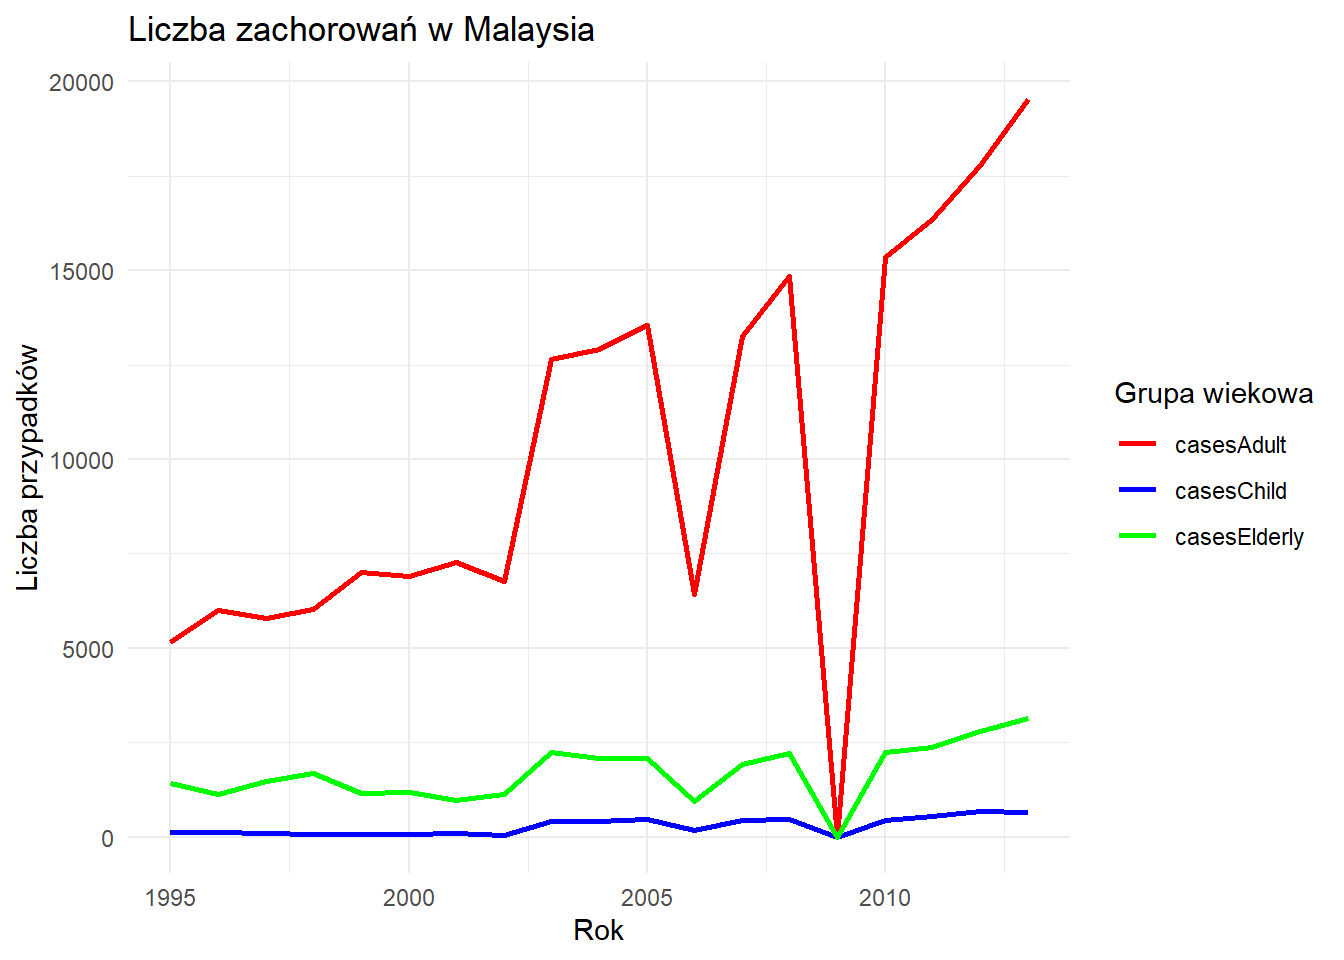 Liczba zachorowań w Malaysia
20000
15000
10000
5000
0
Liczba przypadków
1995
2000
2005
2010
Rok
Grupa wiekowa
casesAdult
casesChild
casesElderly